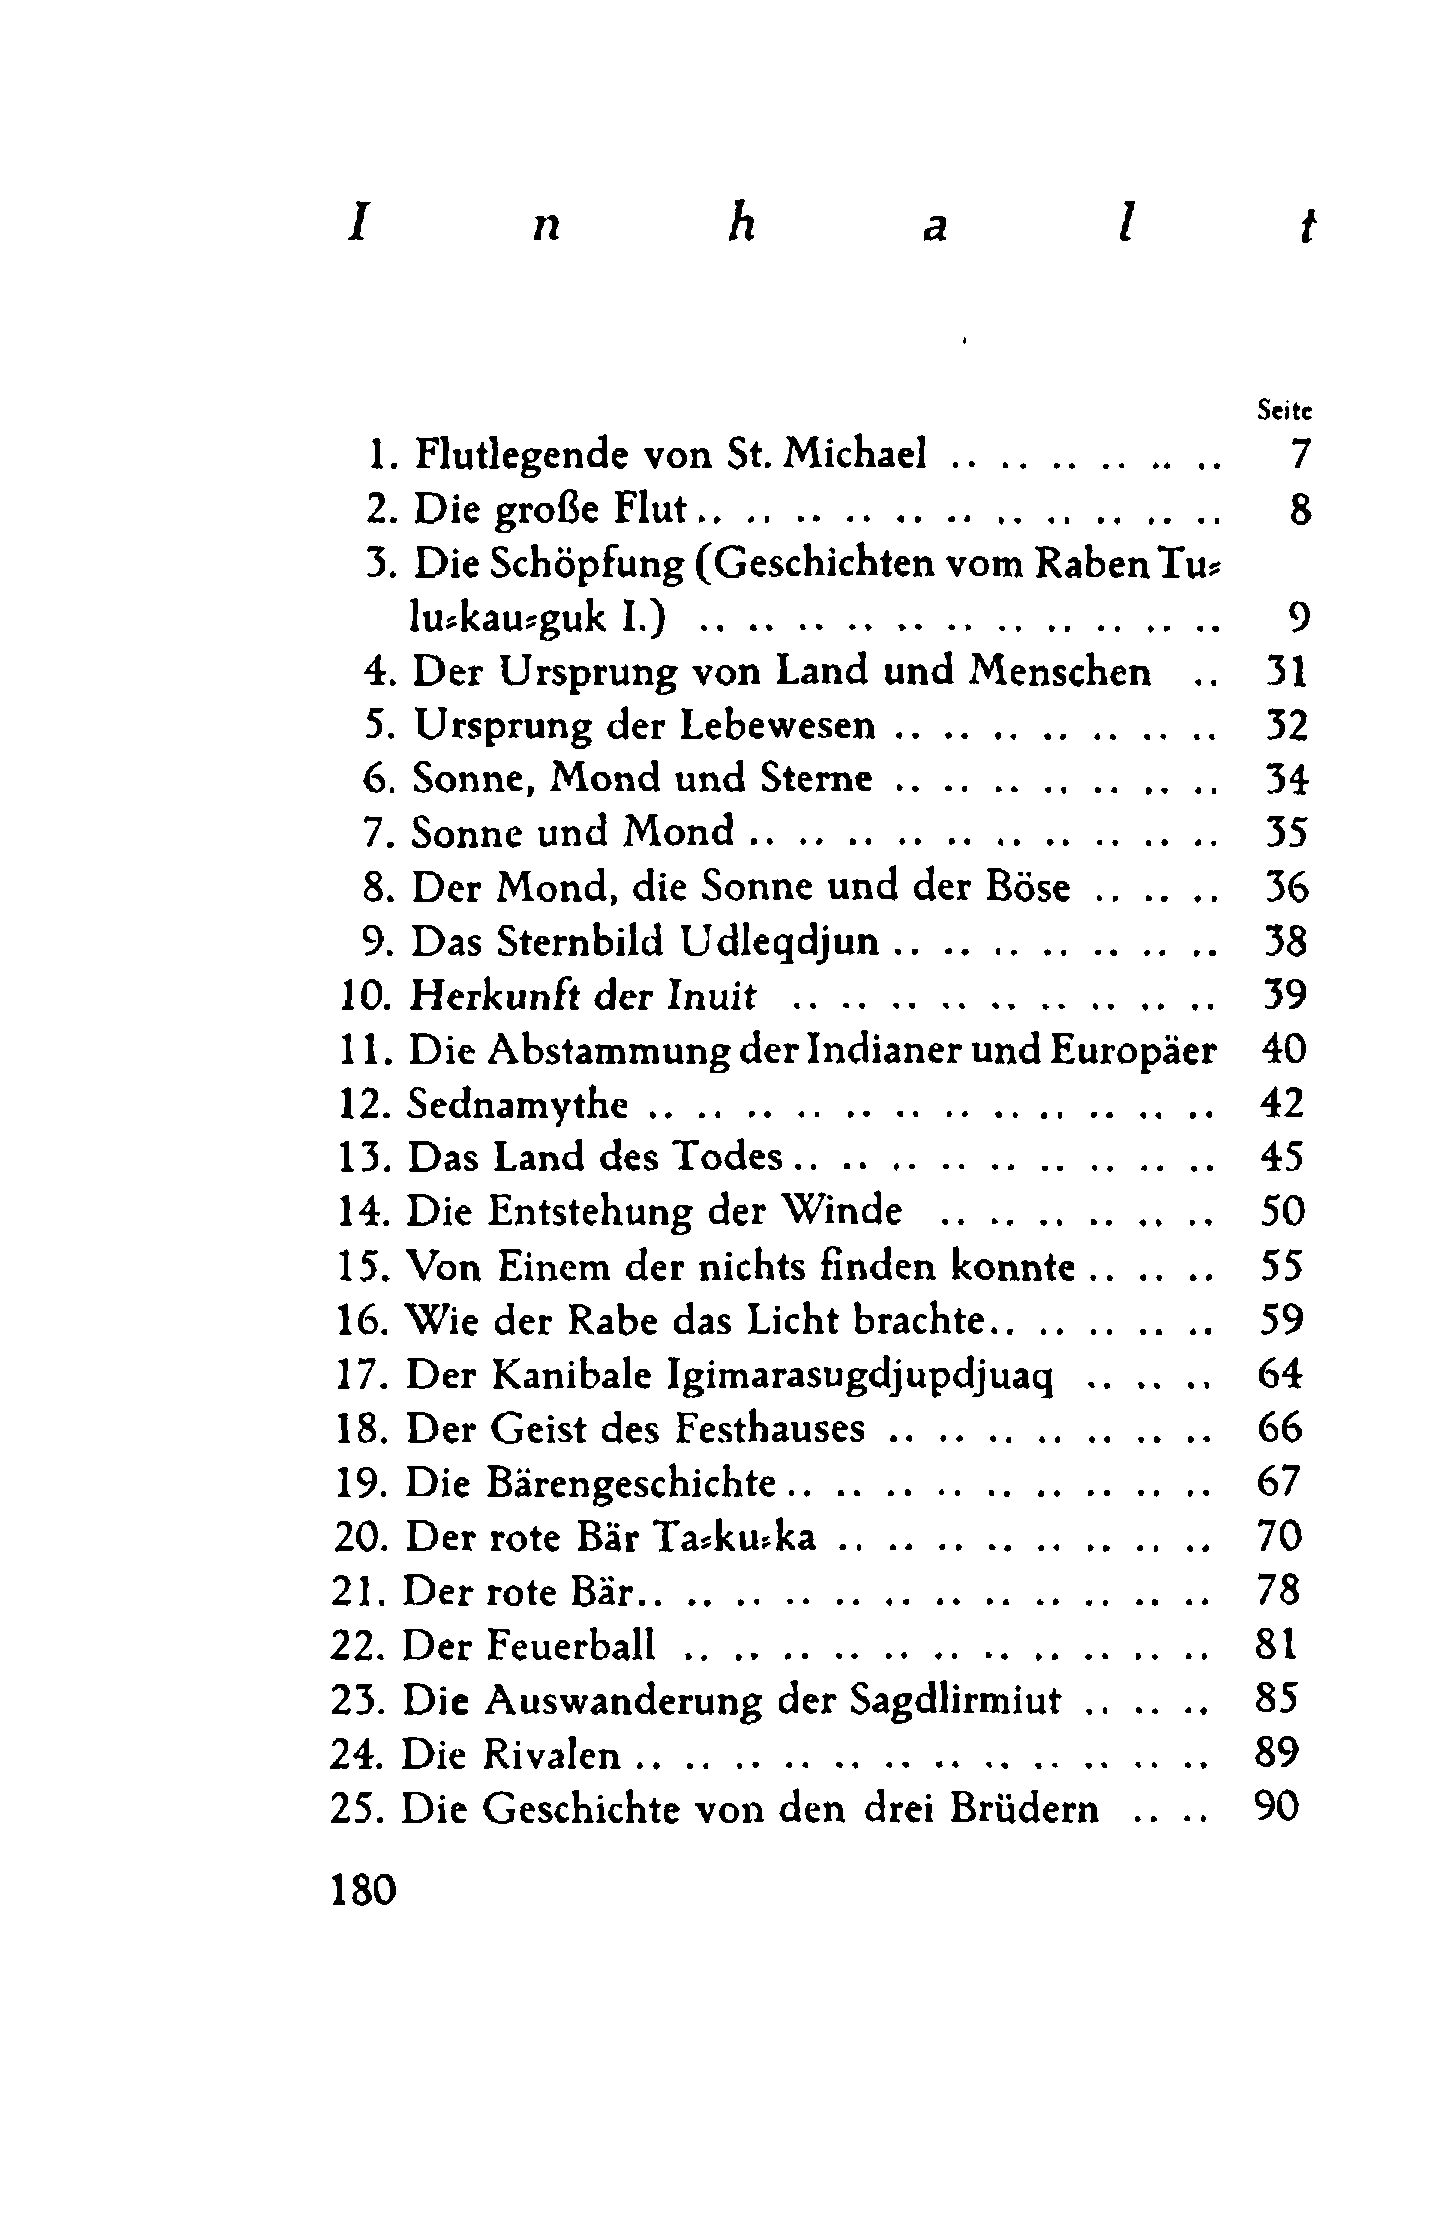 Inhalt
Seite
1. Flutlegende von St. Michael .. .. .. .. .. .. 7
2. Die große Flut .. .. .. .. .. .. .. .. .. .. .. 8
3. Die Schöpfung (Geschichten vom Raben Tu-
lu-kau-guk I.) .. .. .. .. .. .. .. .. .. .. .. 9
4. Der Ursprung von Land und Menschen .. 31
5. Ursprung der Lebewesen .. .. .. .. .. .. .. 32
6. Sonne, Mond und Sterne .. .. .. .. .. .. .. 34
7. Sonne und Mond .. .. .. .. .. .. .. .. .. .. 35
8. Der Mond, die Sonne und der Böse .. .. .. 36
9. Das Sternbild Udleqdjun .. .. .. .. .. .. .. 38
10. Herkunft der Inuit .. .. .. .. .. .. .. .. .. 39
11. Die Abstammung der Indianer und Europäer 40
12. Sednamythe .. .. .. .. .. .. .. .. .. .. .. .. 42
13. Das Land des Todes .. .. .. .. .. .. .. .. .. 45
14. Die Entstehung der Winde .. .. .. .. .. .. 50
15. Von Einem der nichts finden konnte .. .. .. 55
16. Wie der Rabe das Licht brachte .. .. .. .. .. 59
17. Der Kanibale Igimarasugdjupdjuaq .. .. .. 64
18. Der Geist des Festhauses .. .. .. .. .. .. .. 66
19. Die Bärengeschichte .. .. .. .. .. .. .. .. .. 67
20. Der rote Bär Ta-ku-ka .. .. .. .. .. .. .. .. 70
21. Der rote Bär .. .. .. .. .. .. .. .. .. .. .. .. 78
22. Der Feuerball .. .. .. .. .. .. .. .. .. .. .. 81
23. Die Auswanderung der Sagdlirmiut .. .. .. 85
24. Die Rivalen .. .. .. .. .. .. .. .. .. .. .. .. 89
25. Die Geschichte von den drei Brüdern .. .. 90
180